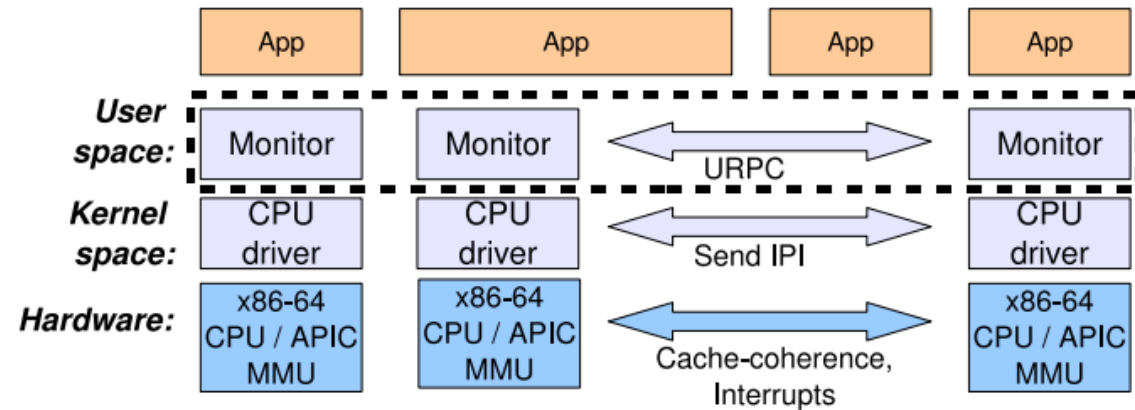 App App App App
User
space:
Monitor Monitor Monitor
URPC
Kernel
space:
CPU
driver
CPU
driver
Send IPI
CPU
driver
Hardware:
x86-64
CPU / APIC
MMU
x86-64
CPU / APIC
MMU
Cache-coherence,
Interrupts
x86-64
CPU / APIC
MMU